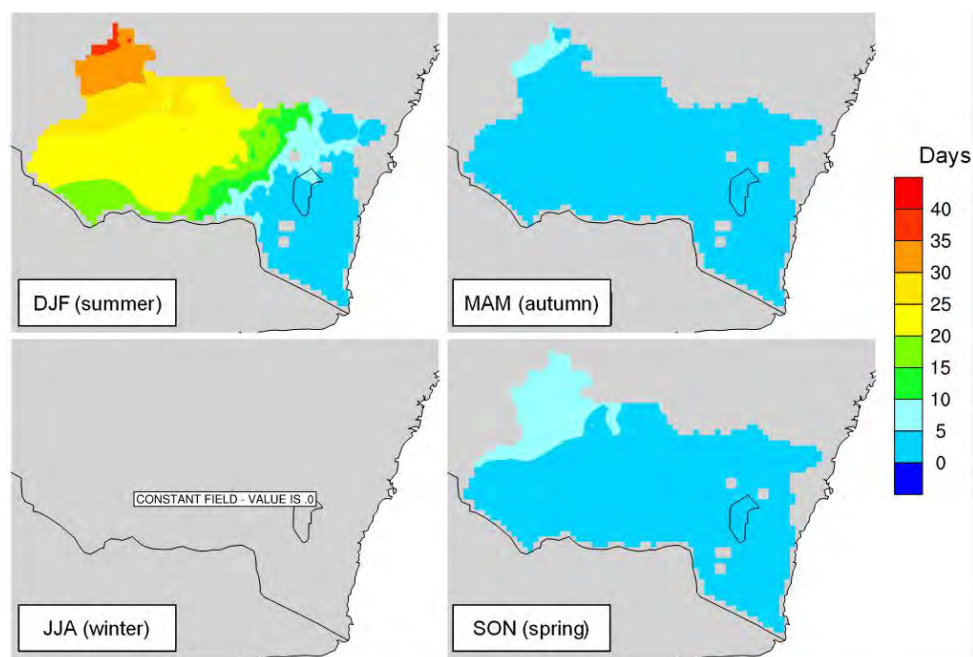 DJF (summer)
MAM (autumn)
Days
40
35
30
25
20
15
10
5
0
CONSTANT FIELD - VALUE IS .0
JJA (winter)
SON (spring)